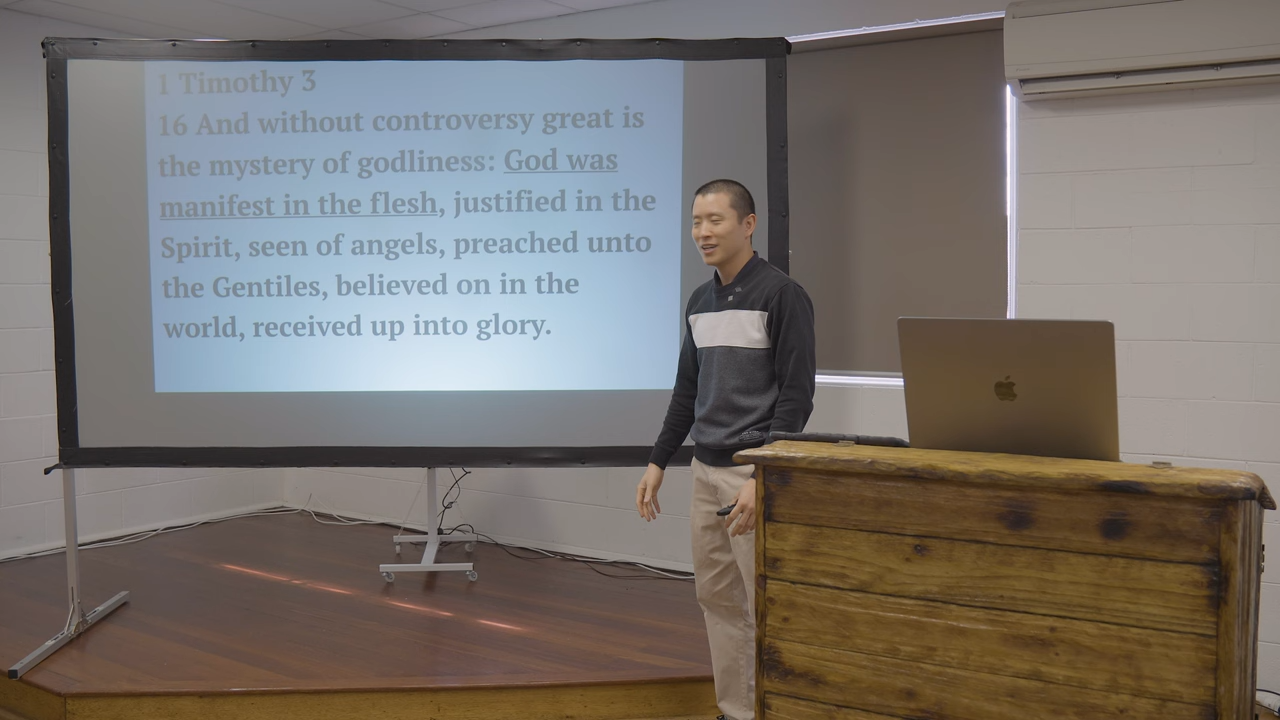 1 Timothy 3
16 And without controversy great is
the mystery of godliness: God was
manifest in the flesh, justified in the
Spirit, seen of angels, preached unto
the Gentiles, believed on in the
world, received up into glory.